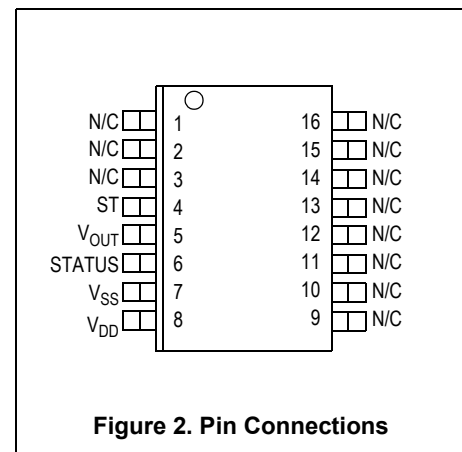 N/C 1 16 N/C
N/C 2 15 N/C
N/C 3 14 N/C
ST 4 13 N/C
VOUT 5 12 N/C
STATUS 6 11 N/C
VSS 7 10 N/C
VDD 8 9 N/C
Figure 2. Pin Connections